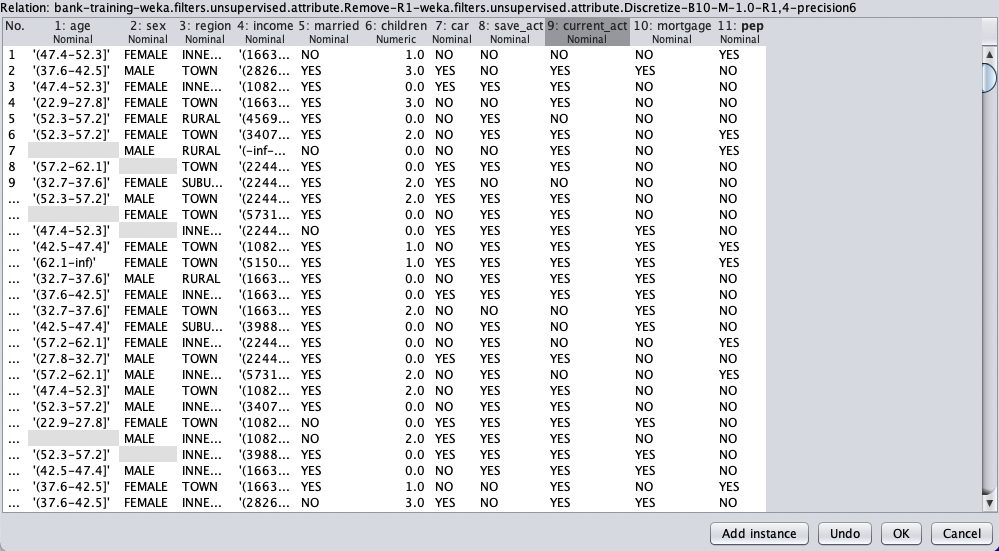 Relation: bank-training-weka.filters.unsupervised.attribute.Remove-R1-weka.filters.unsupervised.attribute.Discretize-B10-M-1.0-R1,4-precision6
No. 1: age 2: sex 3: region 4: income 5: married 6: children 7: car 8: save_act 9: current_act 10: mortgage 11: pep
Nominal Nominal Nominal Nominal Nominal Numeric Nominal Nominal Nominal Nominal Nominal
1 '(47.4-52.3]' FEMALE INNE... '(1663... NO 1.0 NO NO NO NO YES
2 '(37.6-42.5]' MALE TOWN '(2826... YES 3.0 YES NO YES YES NO
3 '(47.4-52.3]' FEMALE INNE... '(1082... YES 0.0 NO YES YES NO NO
4 '(22.9-27.8]' FEMALE TOWN '(1663... YES 3.0 NO NO YES NO NO
5 '(52.3-57.2]' FEMALE RURAL '(4569... YES 0.0 NO YES NO NO NO
6 '(52.3-57.2]' FEMALE TOWN '(3407... YES 2.0 NO YES YES NO YES
7 MALE RURAL '(-inf-... NO 0.0 NO NO YES NO YES
8 '(57.2-62.1]' TOWN '(2244... YES 0.0 YES YES YES NO NO
9 '(32.7-37.6]' FEMALE SUBU... '(2244... YES 2.0 YES NO NO NO NO
... '(52.3-57.2]' MALE TOWN '(2244... YES 2.0 YES YES YES NO NO
... FEMALE TOWN '(5731... YES 0.0 NO YES YES NO NO
... '(47.4-52.3]' INNE... '(2244... NO 0.0 YES YES YES YES NO
... '(42.5-47.4]' FEMALE TOWN '(1082... YES 1.0 NO YES YES YES YES
... '(62.1-inf)' FEMALE TOWN '(5150... YES 1.0 YES YES YES YES YES
... '(32.7-37.6]' MALE RURAL '(1663... YES 0.0 NO YES YES NO NO
... '(37.6-42.5]' FEMALE INNE... '(1663... YES 0.0 YES YES YES YES NO
... '(32.7-37.6]' FEMALE TOWN '(1663... YES 2.0 NO NO NO YES NO
... '(42.5-47.4]' FEMALE SUBU... '(3988... YES 0.0 NO YES NO YES NO
... '(57.2-62.1]' FEMALE INNE... '(2244... YES 0.0 YES NO NO NO YES
... '(27.8-32.7]' MALE TOWN '(2244... YES 0.0 YES YES YES NO NO
... '(57.2-62.1]' MALE INNE... '(5731... YES 2.0 NO YES YES NO YES
... '(47.4-52.3]' MALE TOWN '(1082... YES 2.0 NO YES NO NO NO
... '(52.3-57.2]' MALE INNE... '(3407... YES 0.0 NO YES YES NO NO
... '(22.9-27.8]' FEMALE TOWN '(1082... NO 0.0 YES YES YES YES NO
... MALE INNE... '(1082... NO 2.0 YES YES YES NO NO
... '(52.3-57.2]' INNE... '(3988... YES 0.0 YES YES YES NO NO
... '(42.5-47.4]' MALE INNE... '(1663... YES 0.0 NO YES YES YES NO
... '(37.6-42.5]' FEMALE TOWN '(1663... YES 1.0 NO NO YES NO YES
... '(37.6-42.5]' FEMALE INNE... '(2826... NO 3.0 YES NO YES YES NO
Add instance Undo OK Cancel